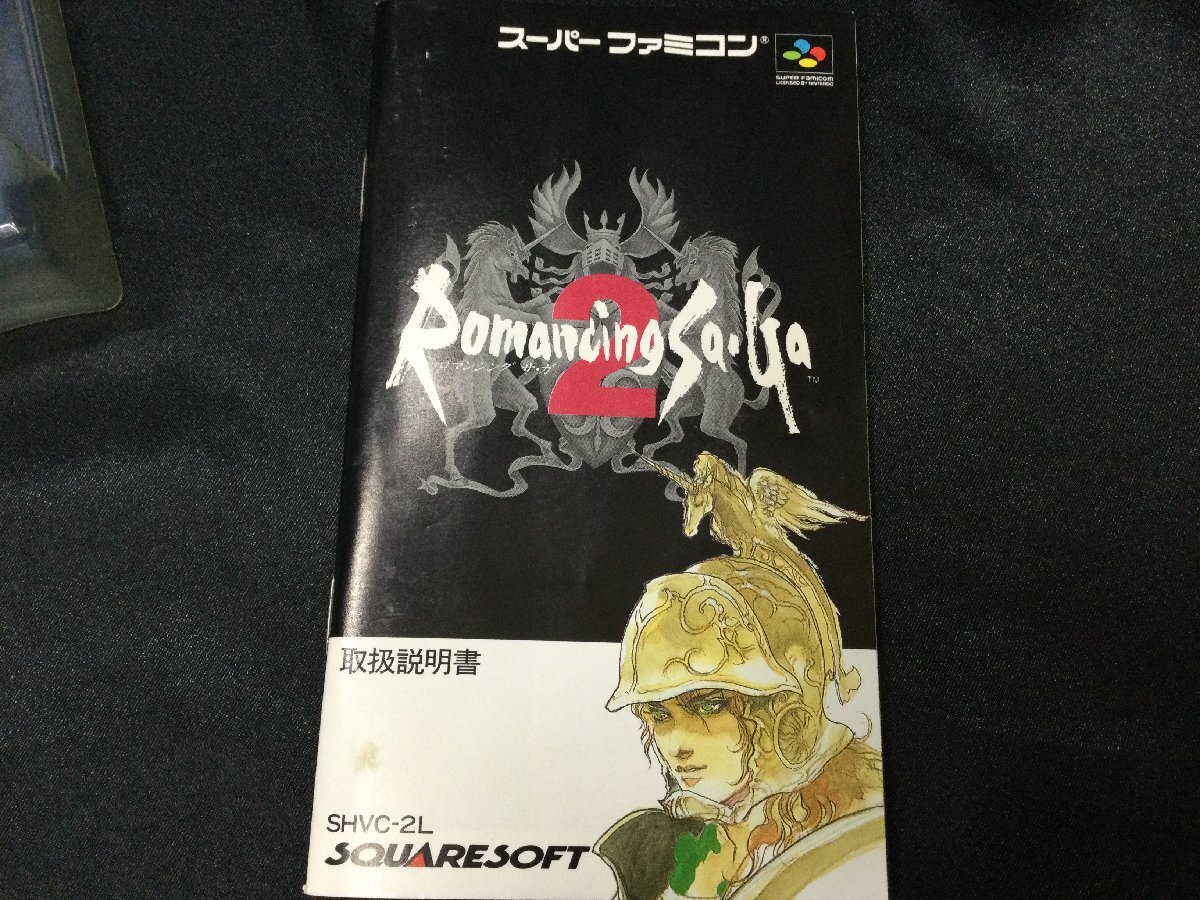 スーパーファミコン®
SUPER FAMICOM
LICENSED BY NINTENDO
2
Romancing Sa·Ga
ロマンシング サ・ガ
TM
取扱説明書
SHVC-2L
SQUARESOFT